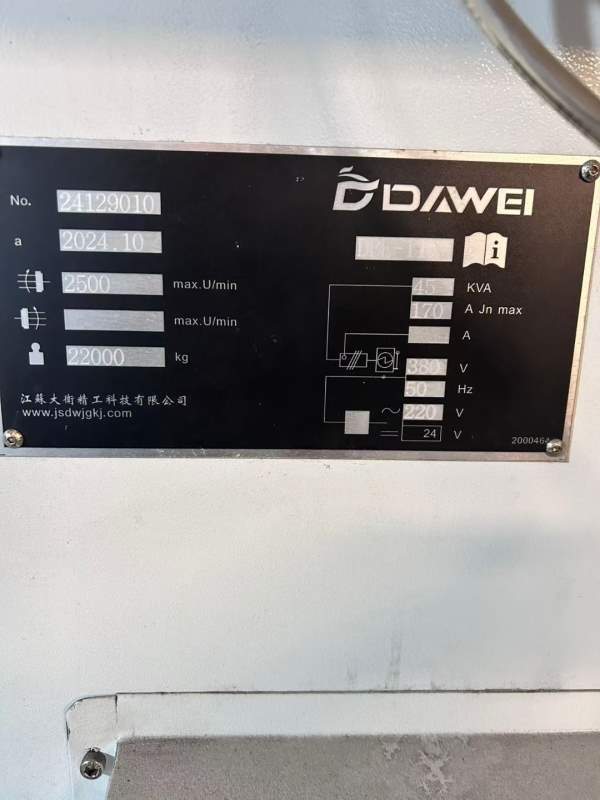 DAWEI
No. 24129010
a 2024.10
2500 max.U/min
max.U/min
22000 kg
45 KVA
170 A Jn max
A
380 V
50 Hz
~ 220 V
24 V
江蘇大衛精工科技有限公司
www.jsdwjgkj.com